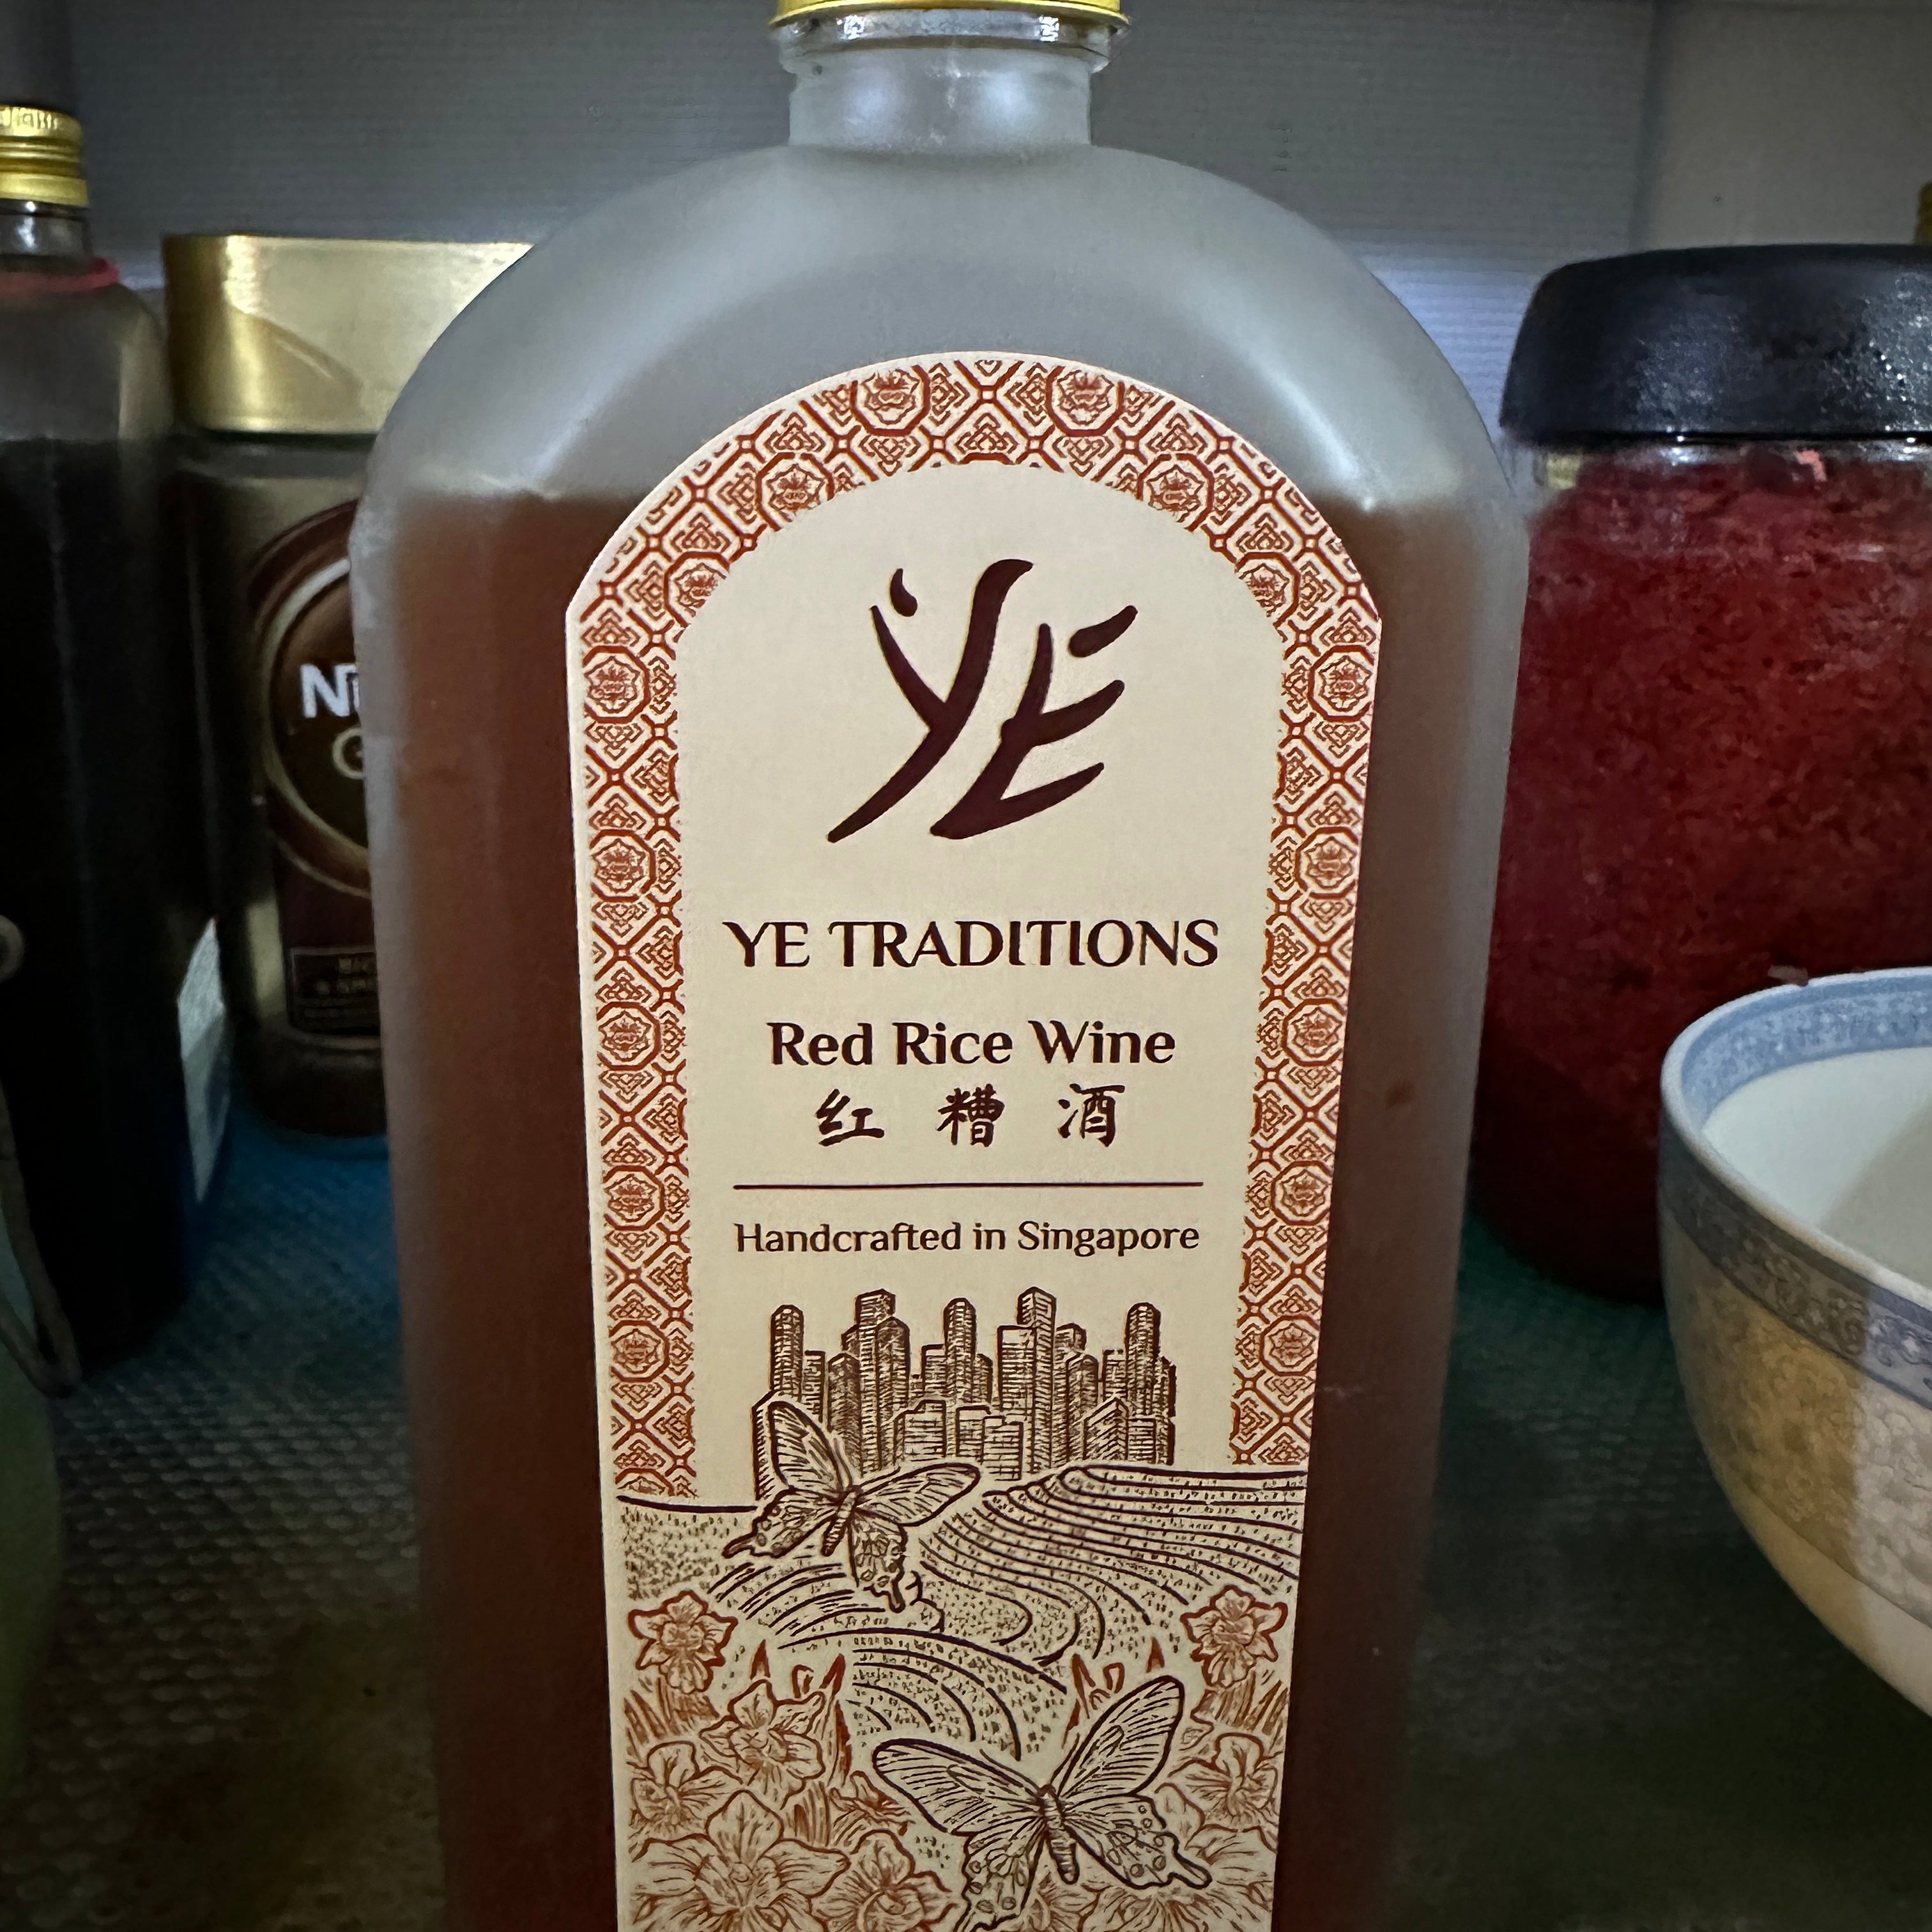 YE
YE TRADITIONS
Red Rice Wine
红糟酒
Handcrafted in Singapore